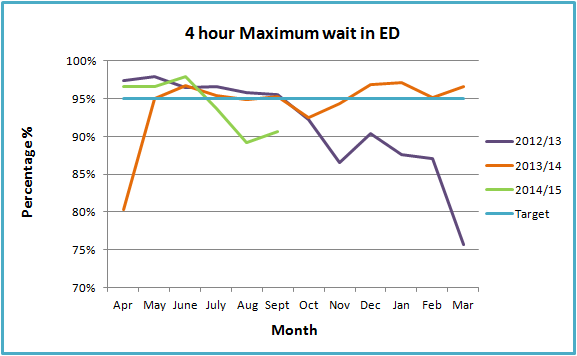 4 hour Maximum wait in ED
100%
95%
90%
85%
80%
75%
70%
Percentage %
Apr May June July Aug Sept Oct Nov Dec Jan Feb Mar
Month
2012/13
2013/14
2014/15
Target